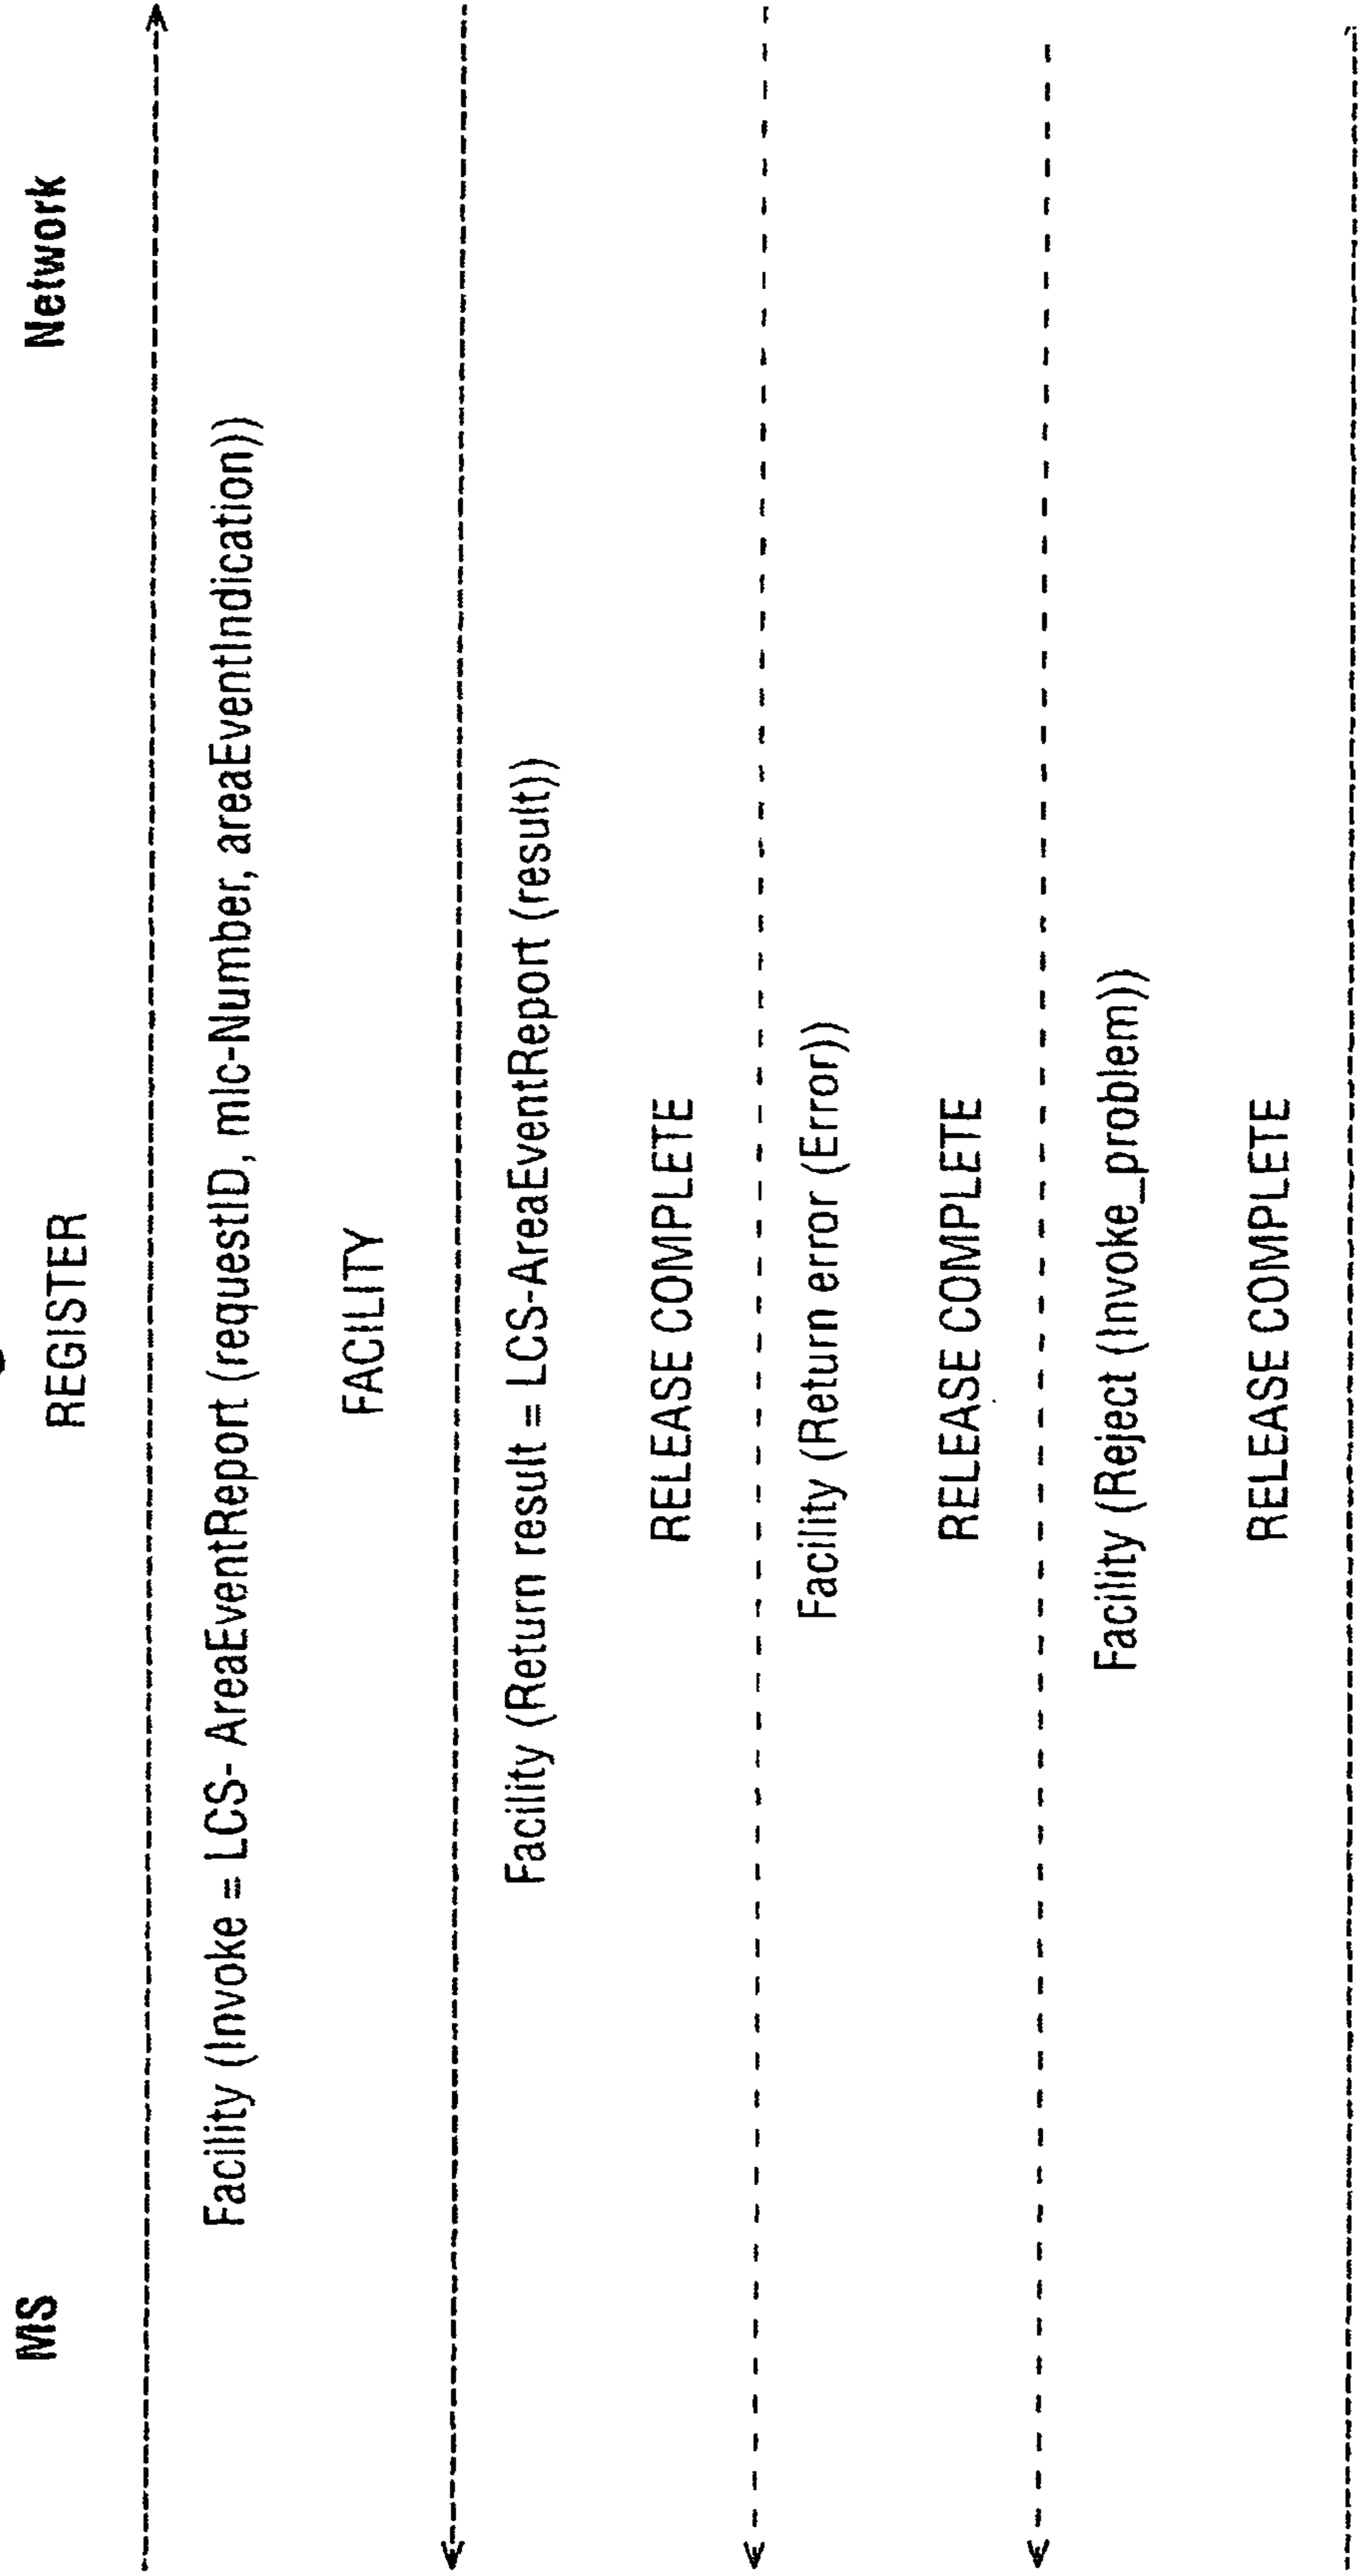 MS Network
REGISTER
Facility (Invoke = LCS- AreaEventReport (requestID, mlc-Number, areaEventIndication))
FACILITY
Facility (Return result = LCS-AreaEventReport (result))
RELEASE COMPLETE
Facility (Return error (Error))
RELEASE COMPLETE
Facility (Reject (Invoke_problem))
RELEASE COMPLETE